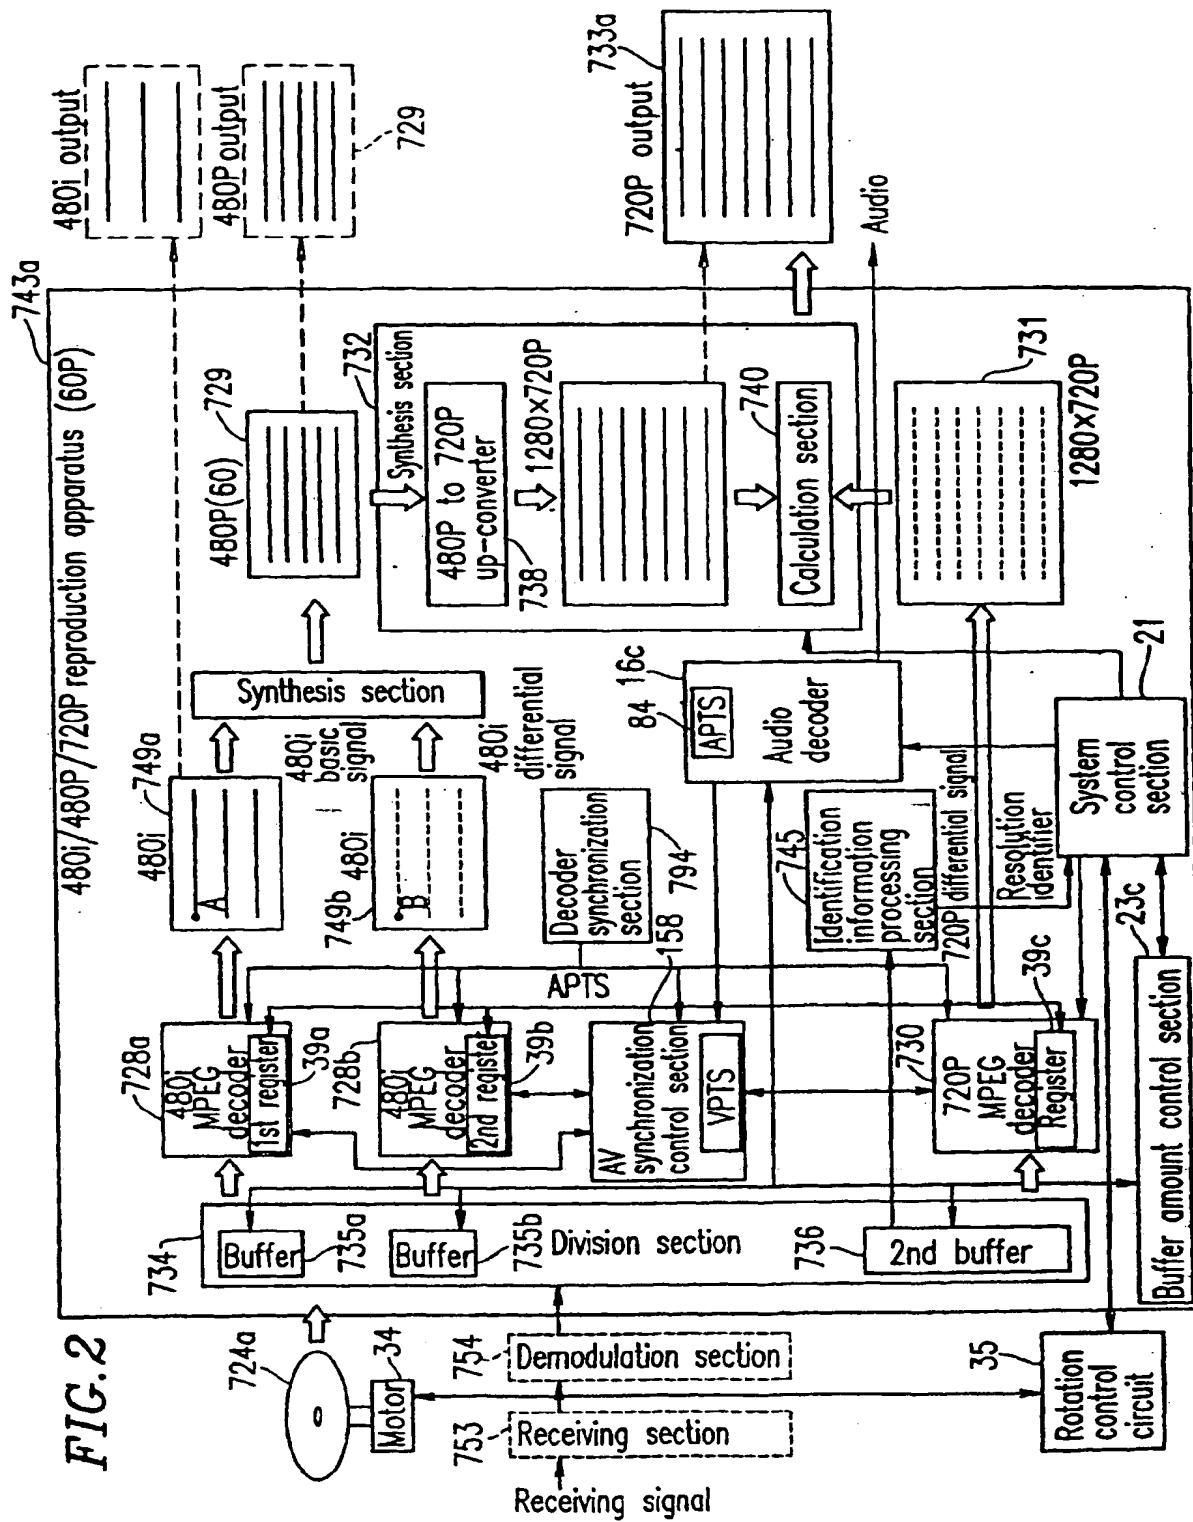 FIG.2
743a
480i/480P/720P reproduction apparatus (60P)
480i output
480P output
729
720P output
733a
Audio
724a
Motor
34
753
Receiving section
Receiving signal
754
Demodulation section
35
Rotation
control
circuit
734
Buffer
735a
Buffer
735b
Division section
736
2nd buffer
Buffer amount control section
23c
728a
480i
MPEG
decoder
1st register
39a
728b
480i
MPEG
decoder
2nd register
39b
APTS
AV
synchronization
control section
VPTS
158
730
720P
MPEG
decoder
Register
39c
480i
749a
A
749b
480i
B
480i
basic
signal
480i
differential
signal
Synthesis section
480P(60)
729
Decoder
synchronization
section
794
745
Identification
information
processing
section
84
16c
APTS
Audio
decoder
720P differential signal
Resolution
identifier
System
control
section
21
732
Synthesis section
480P to 720P
up-converter
738
1280×720P
740
Calculation section
731
1280×720P